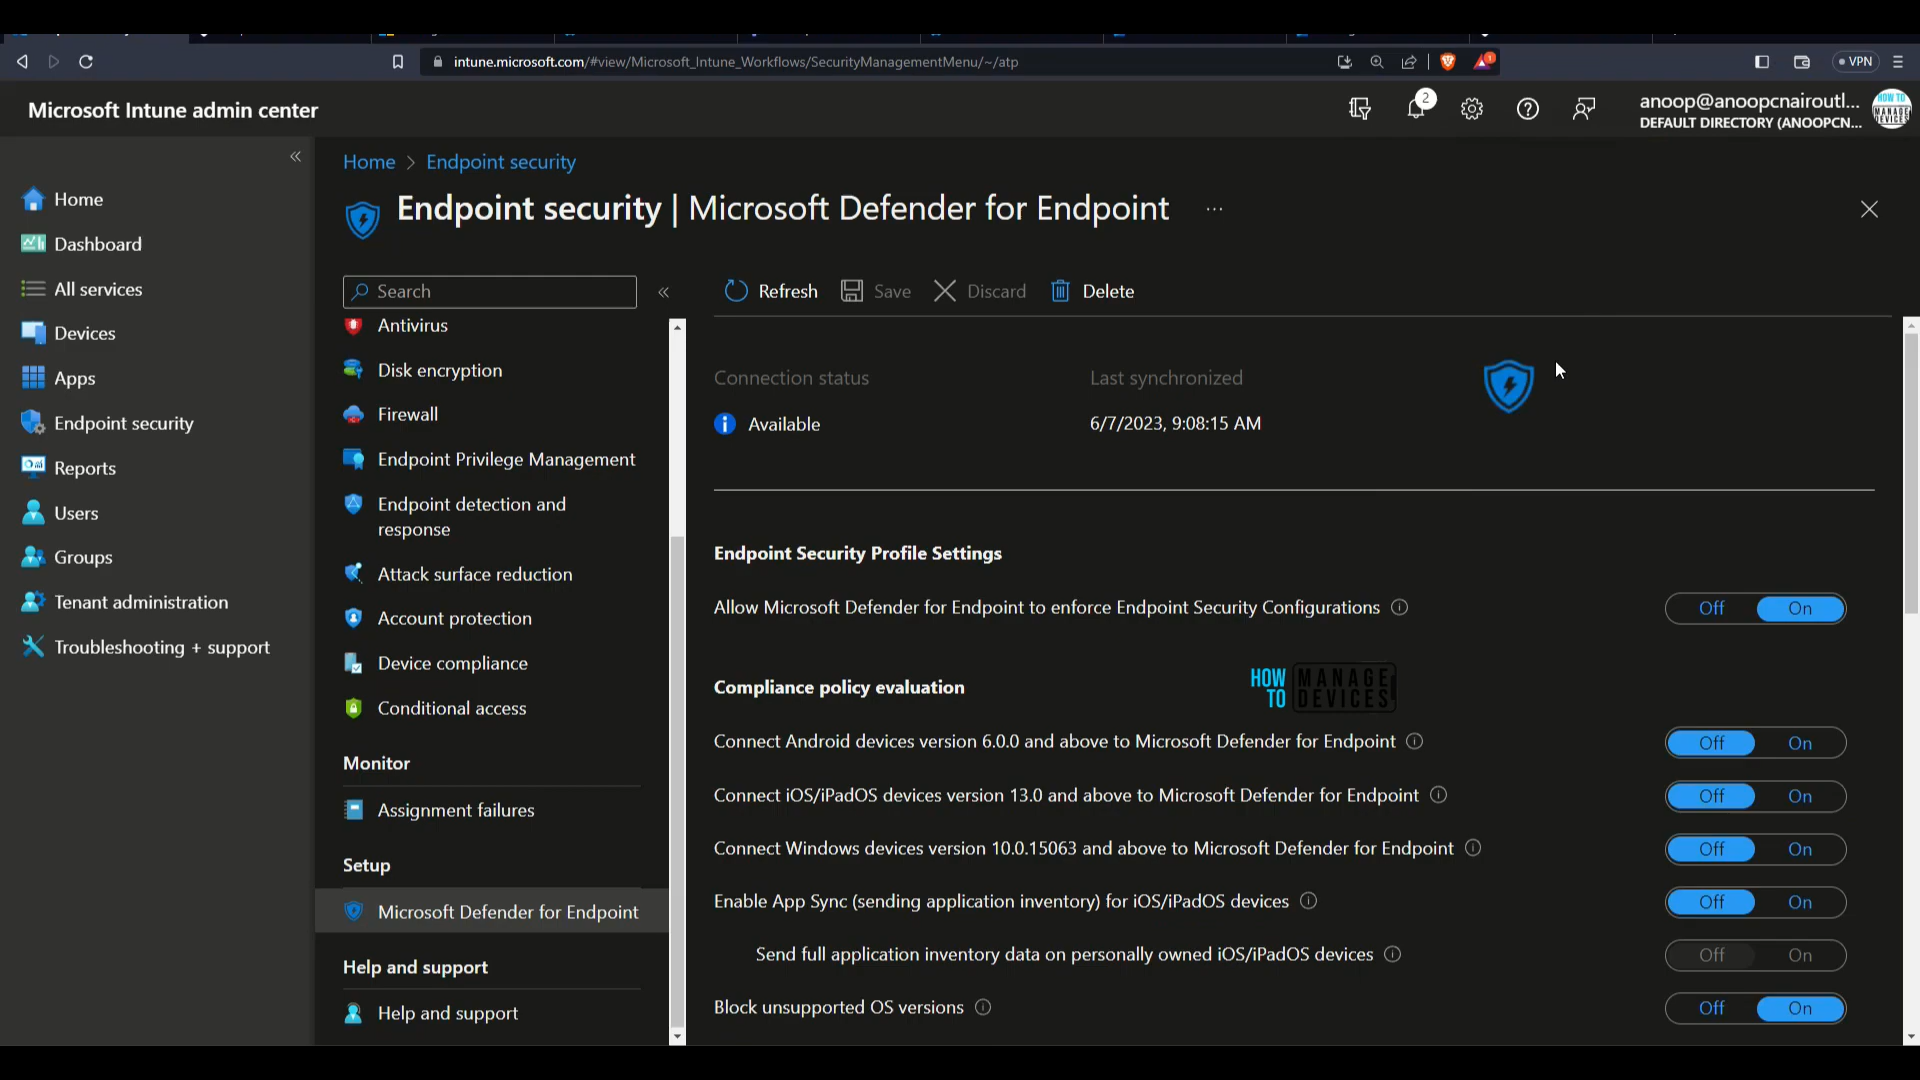 intune.microsoft.com/#view/Microsoft_Intune_Workflows/SecurityManagementMenu/~/atp
1
VPN
Microsoft Intune admin center
2
anoop@anoopcnairoutl...
DEFAULT DIRECTORY (ANOOPCN...
HOW TO
MANAGE
DEVICES
Home
Dashboard
All services
Devices
Apps
Endpoint security
Reports
Users
Groups
Tenant administration
Troubleshooting + support
Home > Endpoint security
Endpoint security | Microsoft Defender for Endpoint
...
Search
Antivirus
Disk encryption
Firewall
Endpoint Privilege Management
Endpoint detection and
response
Attack surface reduction
Account protection
Device compliance
Conditional access
Monitor
Assignment failures
Setup
Microsoft Defender for Endpoint
Help and support
Help and support
Refresh Save Discard Delete
Connection status Last synchronized
Available 6/7/2023, 9:08:15 AM
Endpoint Security Profile Settings
Allow Microsoft Defender for Endpoint to enforce Endpoint Security Configurations Off On
Compliance policy evaluation
HOW MANAGE
TO DEVICES
Connect Android devices version 6.0.0 and above to Microsoft Defender for Endpoint Off On
Connect iOS/iPadOS devices version 13.0 and above to Microsoft Defender for Endpoint Off On
Connect Windows devices version 10.0.15063 and above to Microsoft Defender for Endpoint Off On
Enable App Sync (sending application inventory) for iOS/iPadOS devices Off On
Send full application inventory data on personally owned iOS/iPadOS devices Off On
Block unsupported OS versions Off On